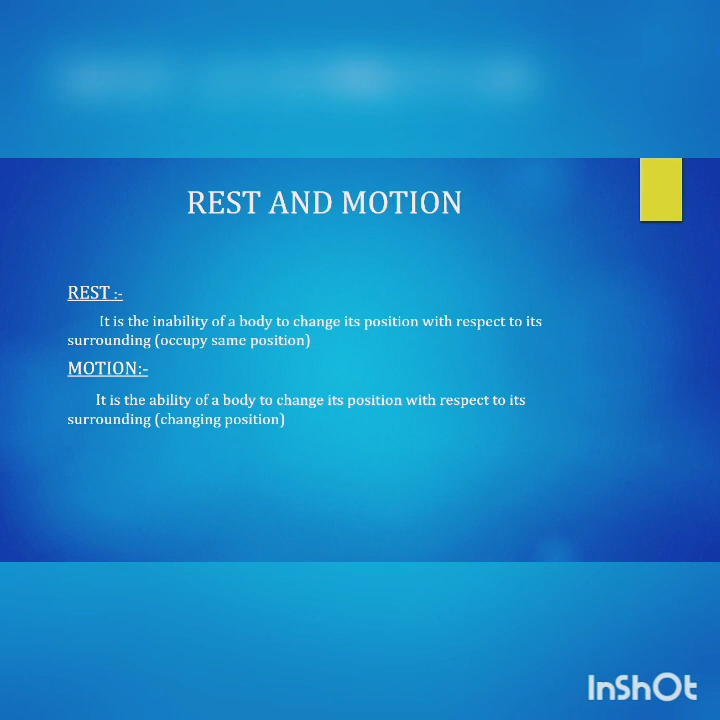 REST AND MOTION
REST :-
It is the inability of a body to change its position with respect to its
surrounding (occupy same position)
MOTION:-
It is the ability of a body to change its position with respect to its
surrounding (changing position)
InShOt